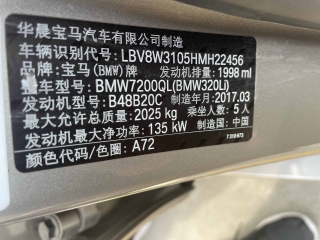 华晨宝马汽车有限公司制造
车辆识别代号:LBV8W3105HMH22456
品牌:宝马(BMW)牌 发动机排量:1998 ml
整车型号:BMW7200QL(BMW320Li)
发动机型号:B48B20C 制造年月:2017.03
最大允许总质量:2025 kg 乘坐人数:5 人
发动机最大净功率:135 kW 制造国:中国
颜色代码/色圈:A72